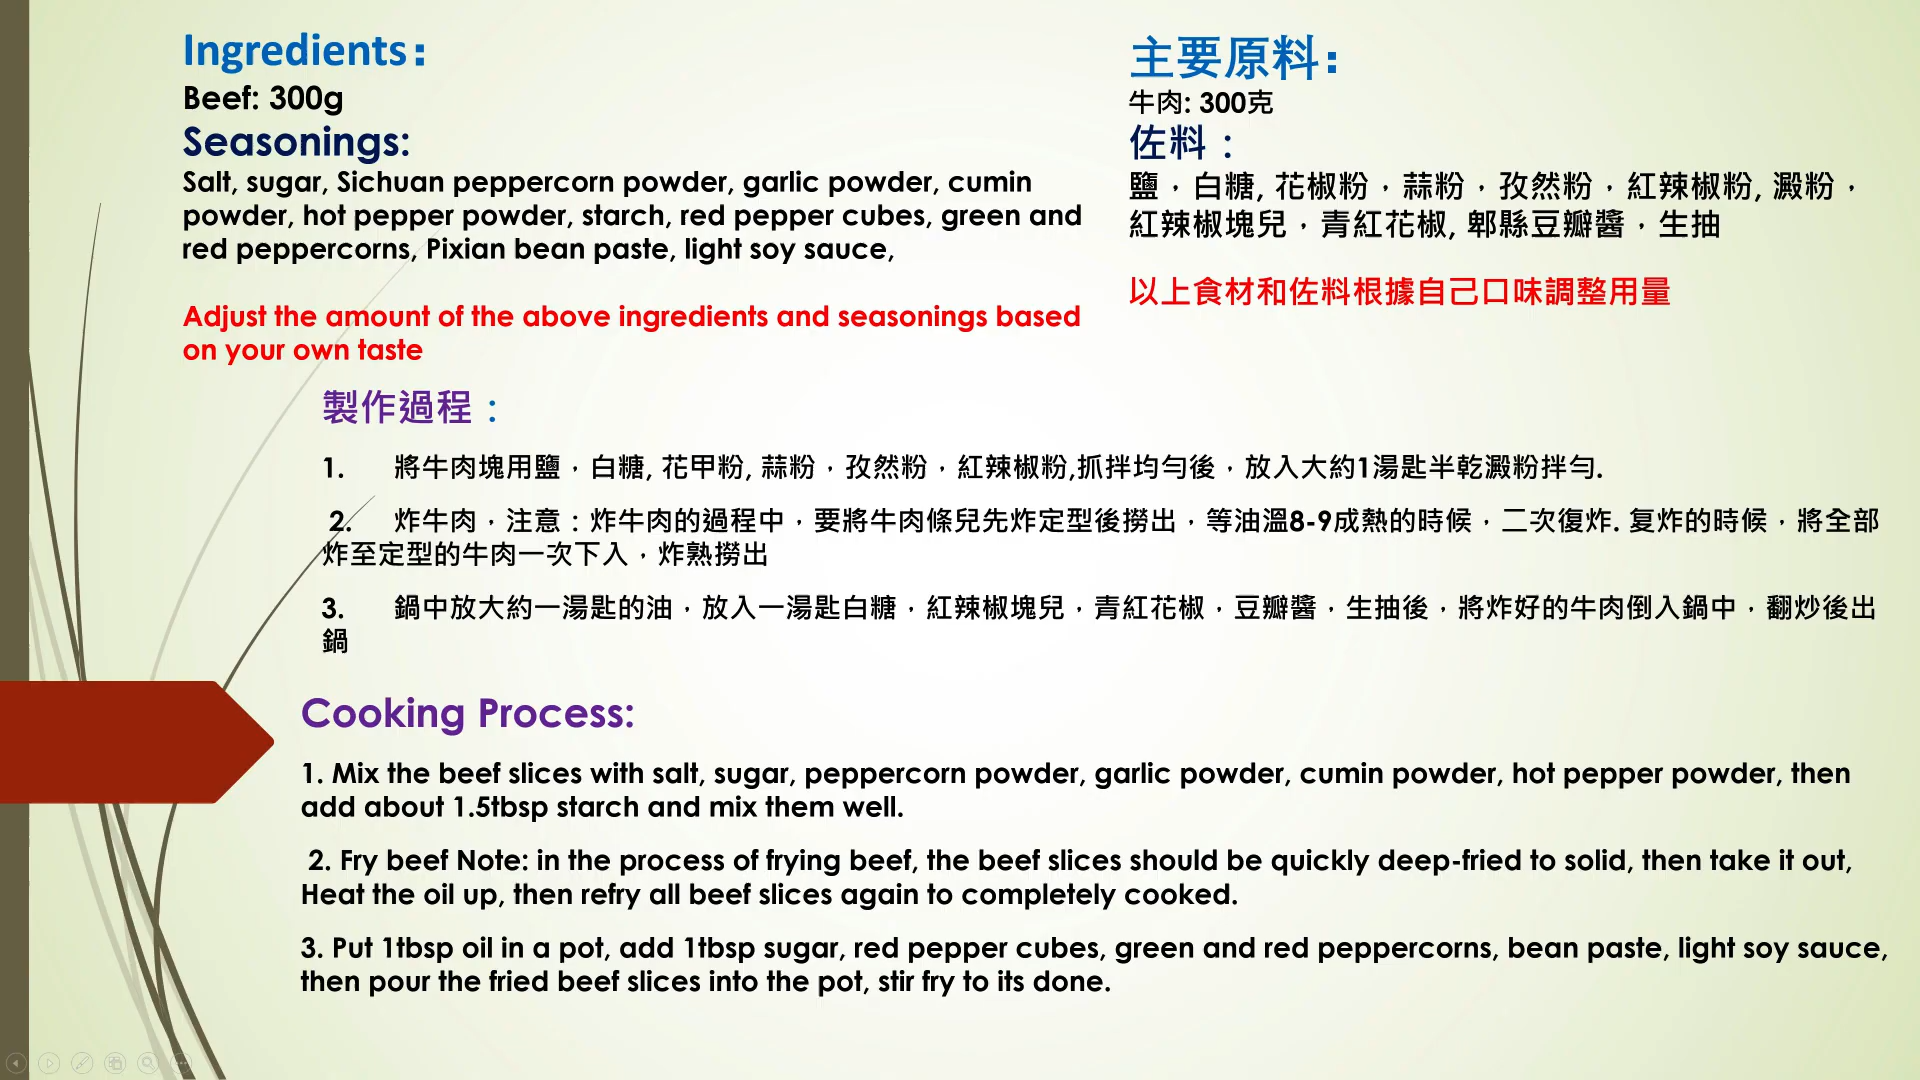 Ingredients:
Beef: 300g
Seasonings:
Salt, sugar, Sichuan peppercorn powder, garlic powder, cumin
powder, hot pepper powder, starch, red pepper cubes, green and
red peppercorns, Pixian bean paste, light soy sauce,
Adjust the amount of the above ingredients and seasonings based
on your own taste
主要原料:
牛肉: 300克
佐料：
鹽，白糖, 花椒粉，蒜粉，孜然粉，紅辣椒粉, 澱粉，
紅辣椒塊兒，青紅花椒, 郫縣豆瓣醬，生抽
以上食材和佐料根據自己口味調整用量
製作過程：
1. 將牛肉塊用鹽，白糖, 花甲粉, 蒜粉，孜然粉，紅辣椒粉,抓拌均勻後，放入大約1湯匙半乾澱粉拌勻.
2. 炸牛肉，注意：炸牛肉的過程中，要將牛肉條兒先炸定型後撈出，等油溫8-9成熱的時候，二次復炸. 复炸的時候，將全部
炸至定型的牛肉一次下入，炸熟撈出
3. 鍋中放大約一湯匙的油，放入一湯匙白糖，紅辣椒塊兒，青紅花椒，豆瓣醬，生抽後，將炸好的牛肉倒入鍋中，翻炒後出
鍋
Cooking Process:
1. Mix the beef slices with salt, sugar, peppercorn powder, garlic powder, cumin powder, hot pepper powder, then
add about 1.5tbsp starch and mix them well.
2. Fry beef Note: in the process of frying beef, the beef slices should be quickly deep-fried to solid, then take it out,
Heat the oil up, then refry all beef slices again to completely cooked.
3. Put 1tbsp oil in a pot, add 1tbsp sugar, red pepper cubes, green and red peppercorns, bean paste, light soy sauce,
then pour the fried beef slices into the pot, stir fry to its done.